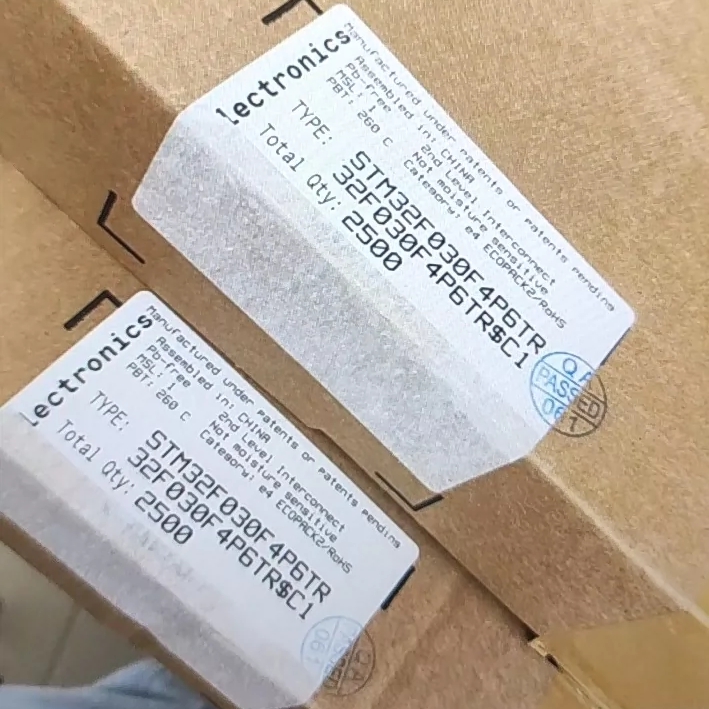 lectronics
Manufactured under patents or patents pending
Assembled in: CHINA
Pb-free 2nd Level Interconnect
MSL: 1 Not moisture sensitive
PBT: 260 C Category: e4 ECOPACK2/RoHS
TYPE: STM32F030F4P6TR
32F030F4P6TR$C1
Total Qty: 2500
QA
PASSED
06
lectronics
Manufactured under patents or patents pending
Assembled in: CHINA
Pb-free 2nd Level Interconnect
MSL: 1 Not moisture sensitive
PBT: 260 C Category: e4 ECOPACK2/RoHS
TYPE: STM32F030F4P6TR
32F030F4P6TR$C1
Total Qty: 2500
QA
PASSED
061